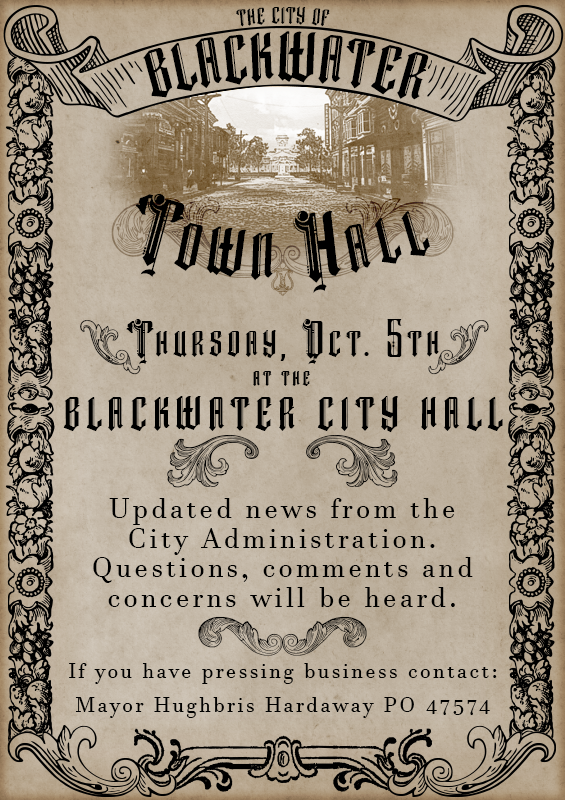 THE CITY OF
BLACKWATER
Town Hall
Thursday, Oct. 5th
AT THE
BLACKWATER CITY HALL
Updated news from the
City Administration.
Questions, comments and
concerns will be heard.
If you have pressing business contact:
Mayor Hughbris Hardaway PO 47574